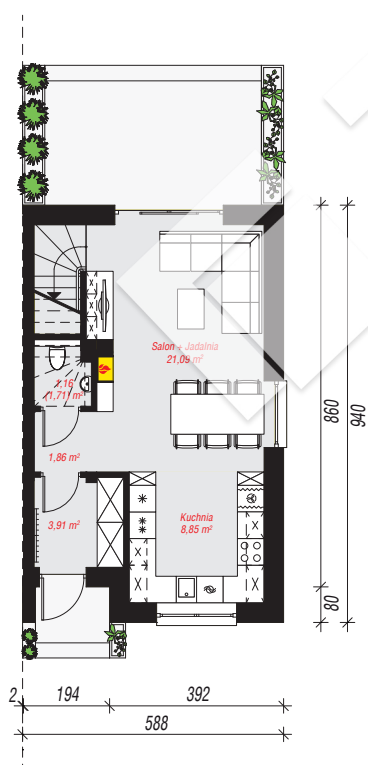 Salon + Jadalnia
21,09 m²
1,16
(1,71) m²
1,86 m²
3,91 m²
Kuchnia
8,85 m²
860
940
80
2
194
392
588